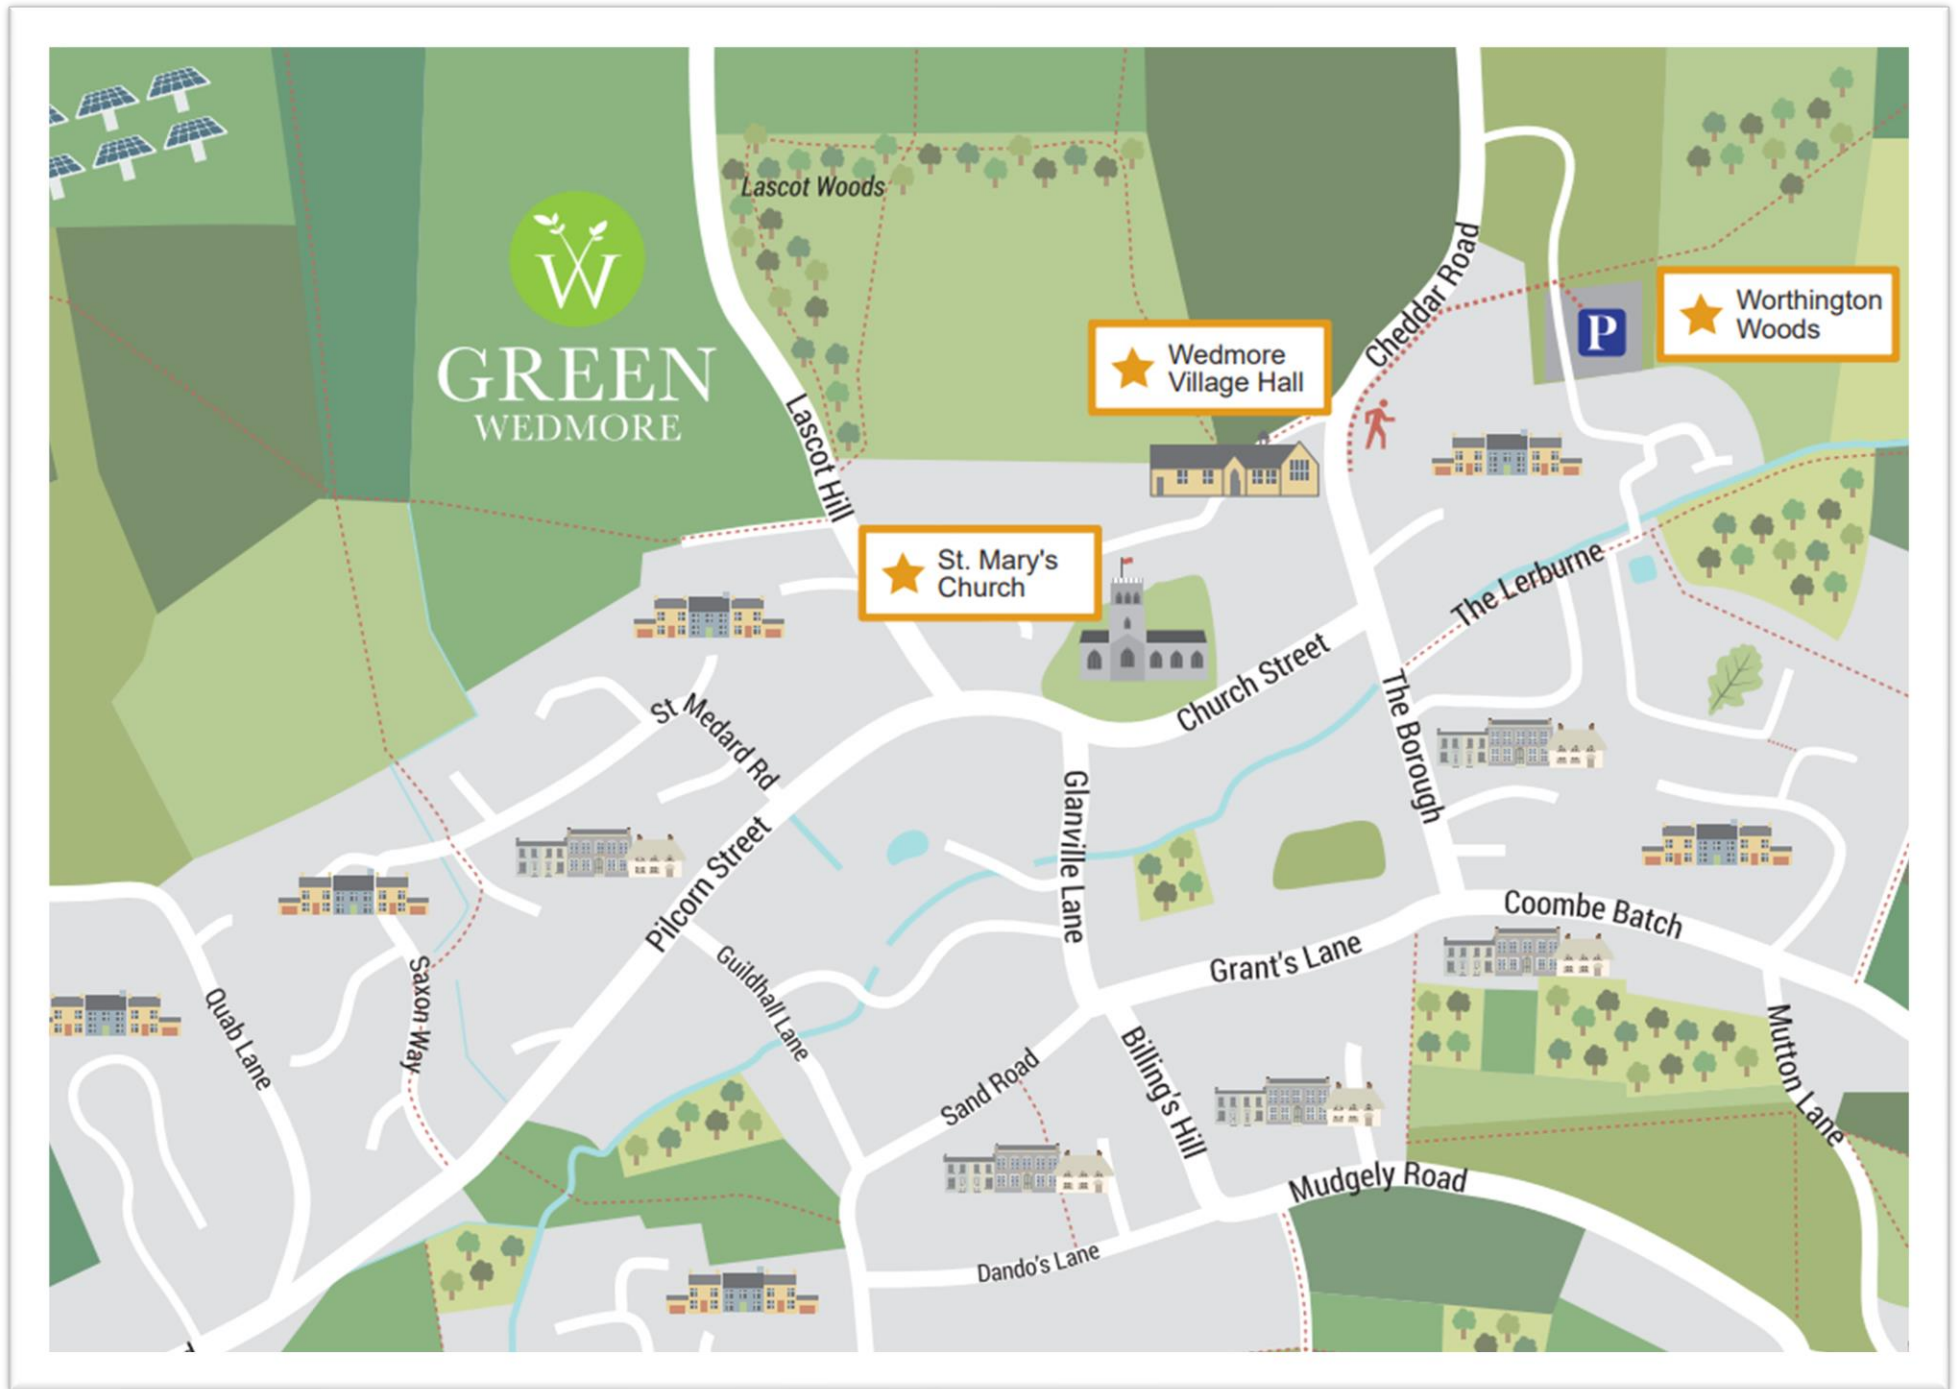 Lascot Woods
W
GREEN
WEDMORE
Cheddar Road
Worthington
Woods
P
Wedmore
Village Hall
Lascot Hill
St. Mary's
Church
The Lerburne
Church Street
St Medard Rd
The Borough
Glanville Lane
Pilcorn Street
Coombe Batch
Grant's Lane
Guildhall Lane
Saxon Way
Quab Lane
Mutton Lane
Billing's Hill
Sand Road
Mudgely Road
Dando's Lane